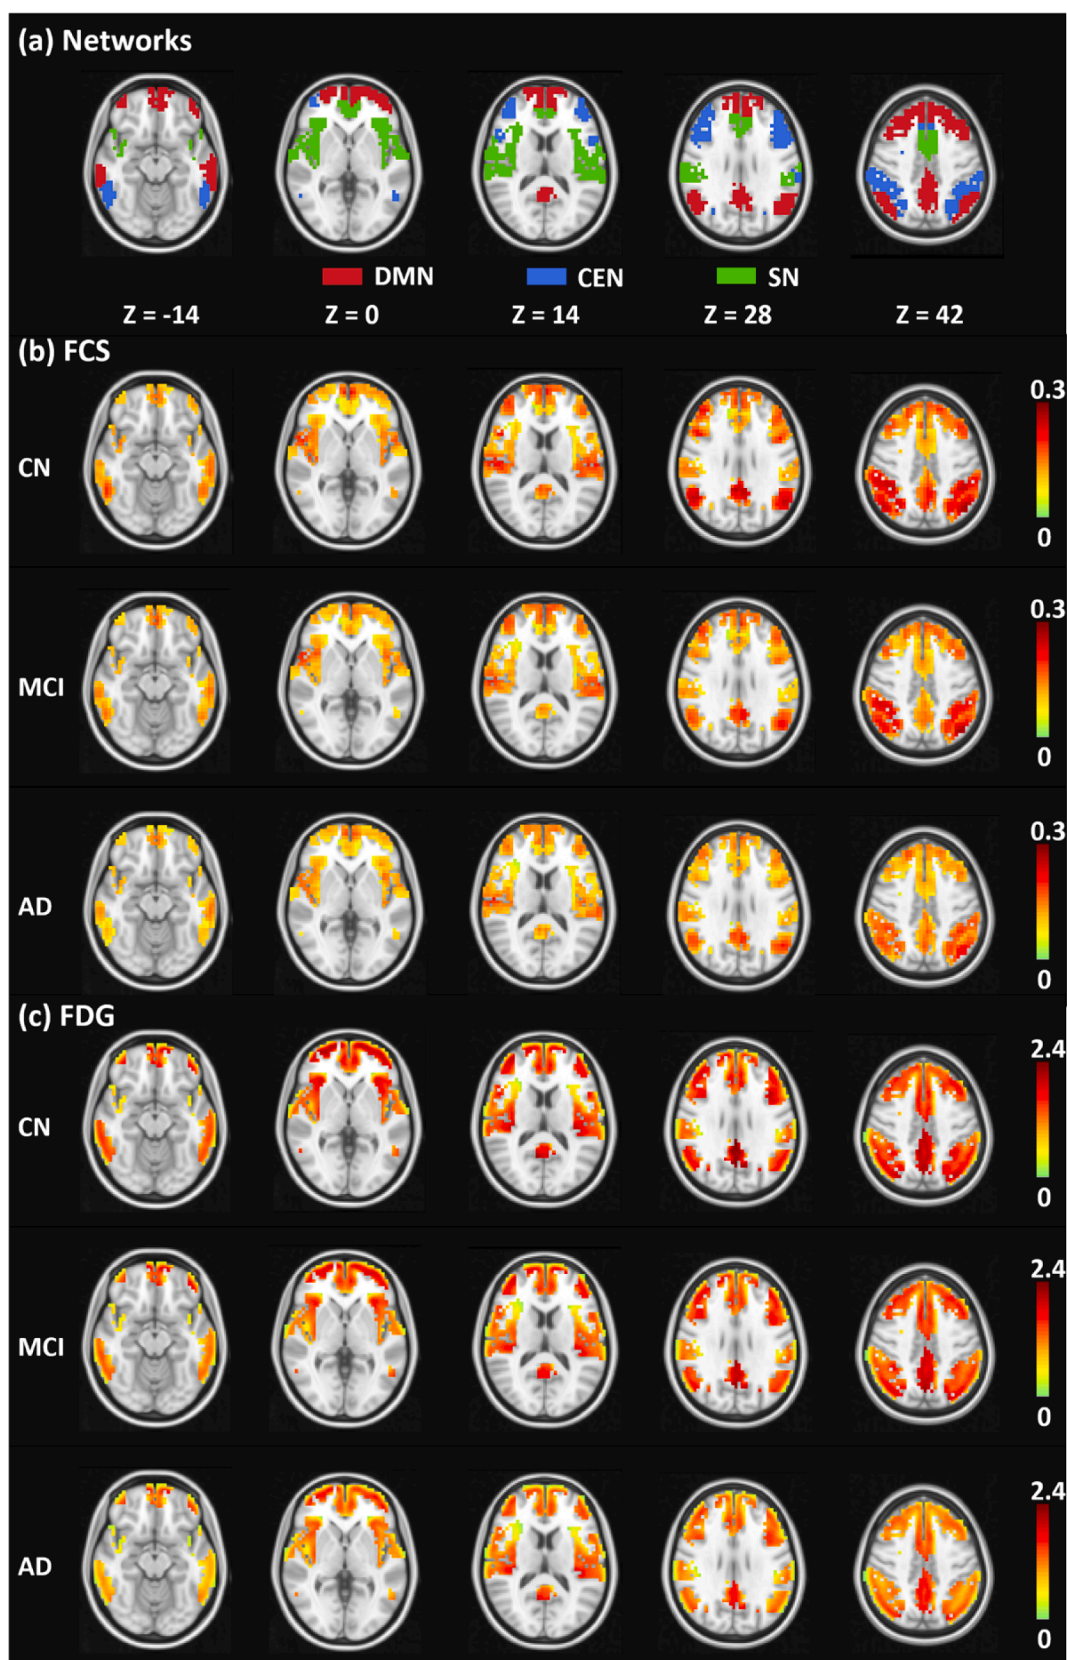 (a) Networks
DMN CEN SN
Z = -14 Z = 0 Z = 14 Z = 28 Z = 42
(b) FCS
0.3
CN
0
0.3
MCI
0
0.3
AD
0
(c) FDG
2.4
CN
0
2.4
MCI
0
2.4
AD
0